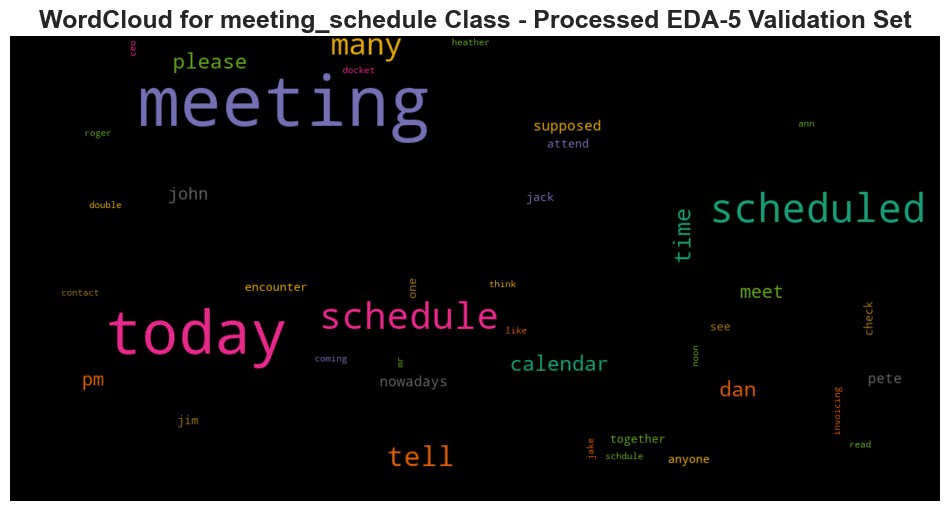 WordCloud for meeting_schedule Class - Processed EDA-5 Validation Set
ceo
many
heather
please
docket
meeting
supposed
ann
roger
attend
john
jack
double
scheduled
time
encounter
one
think
contact
meet
today
schedule
like
see
check
coming
mr
calendar
noon
pm
nowadays
dan
pete
jim
invoicing
tell
jake
together
schdule
anyone
read